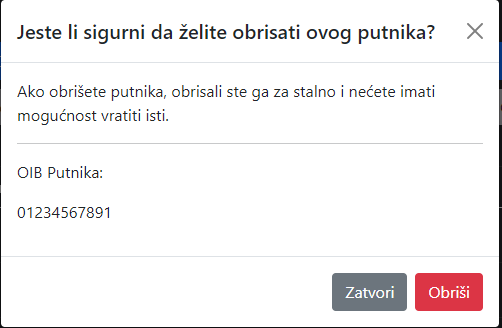 Jeste li sigurni da želite obrisati ovog putnika?
Ako obrišete putnika, obrisali ste ga za stalno i nećete imati
mogućnost vratiti isti.
OIB Putnika:
01234567891
Zatvori
Obriši